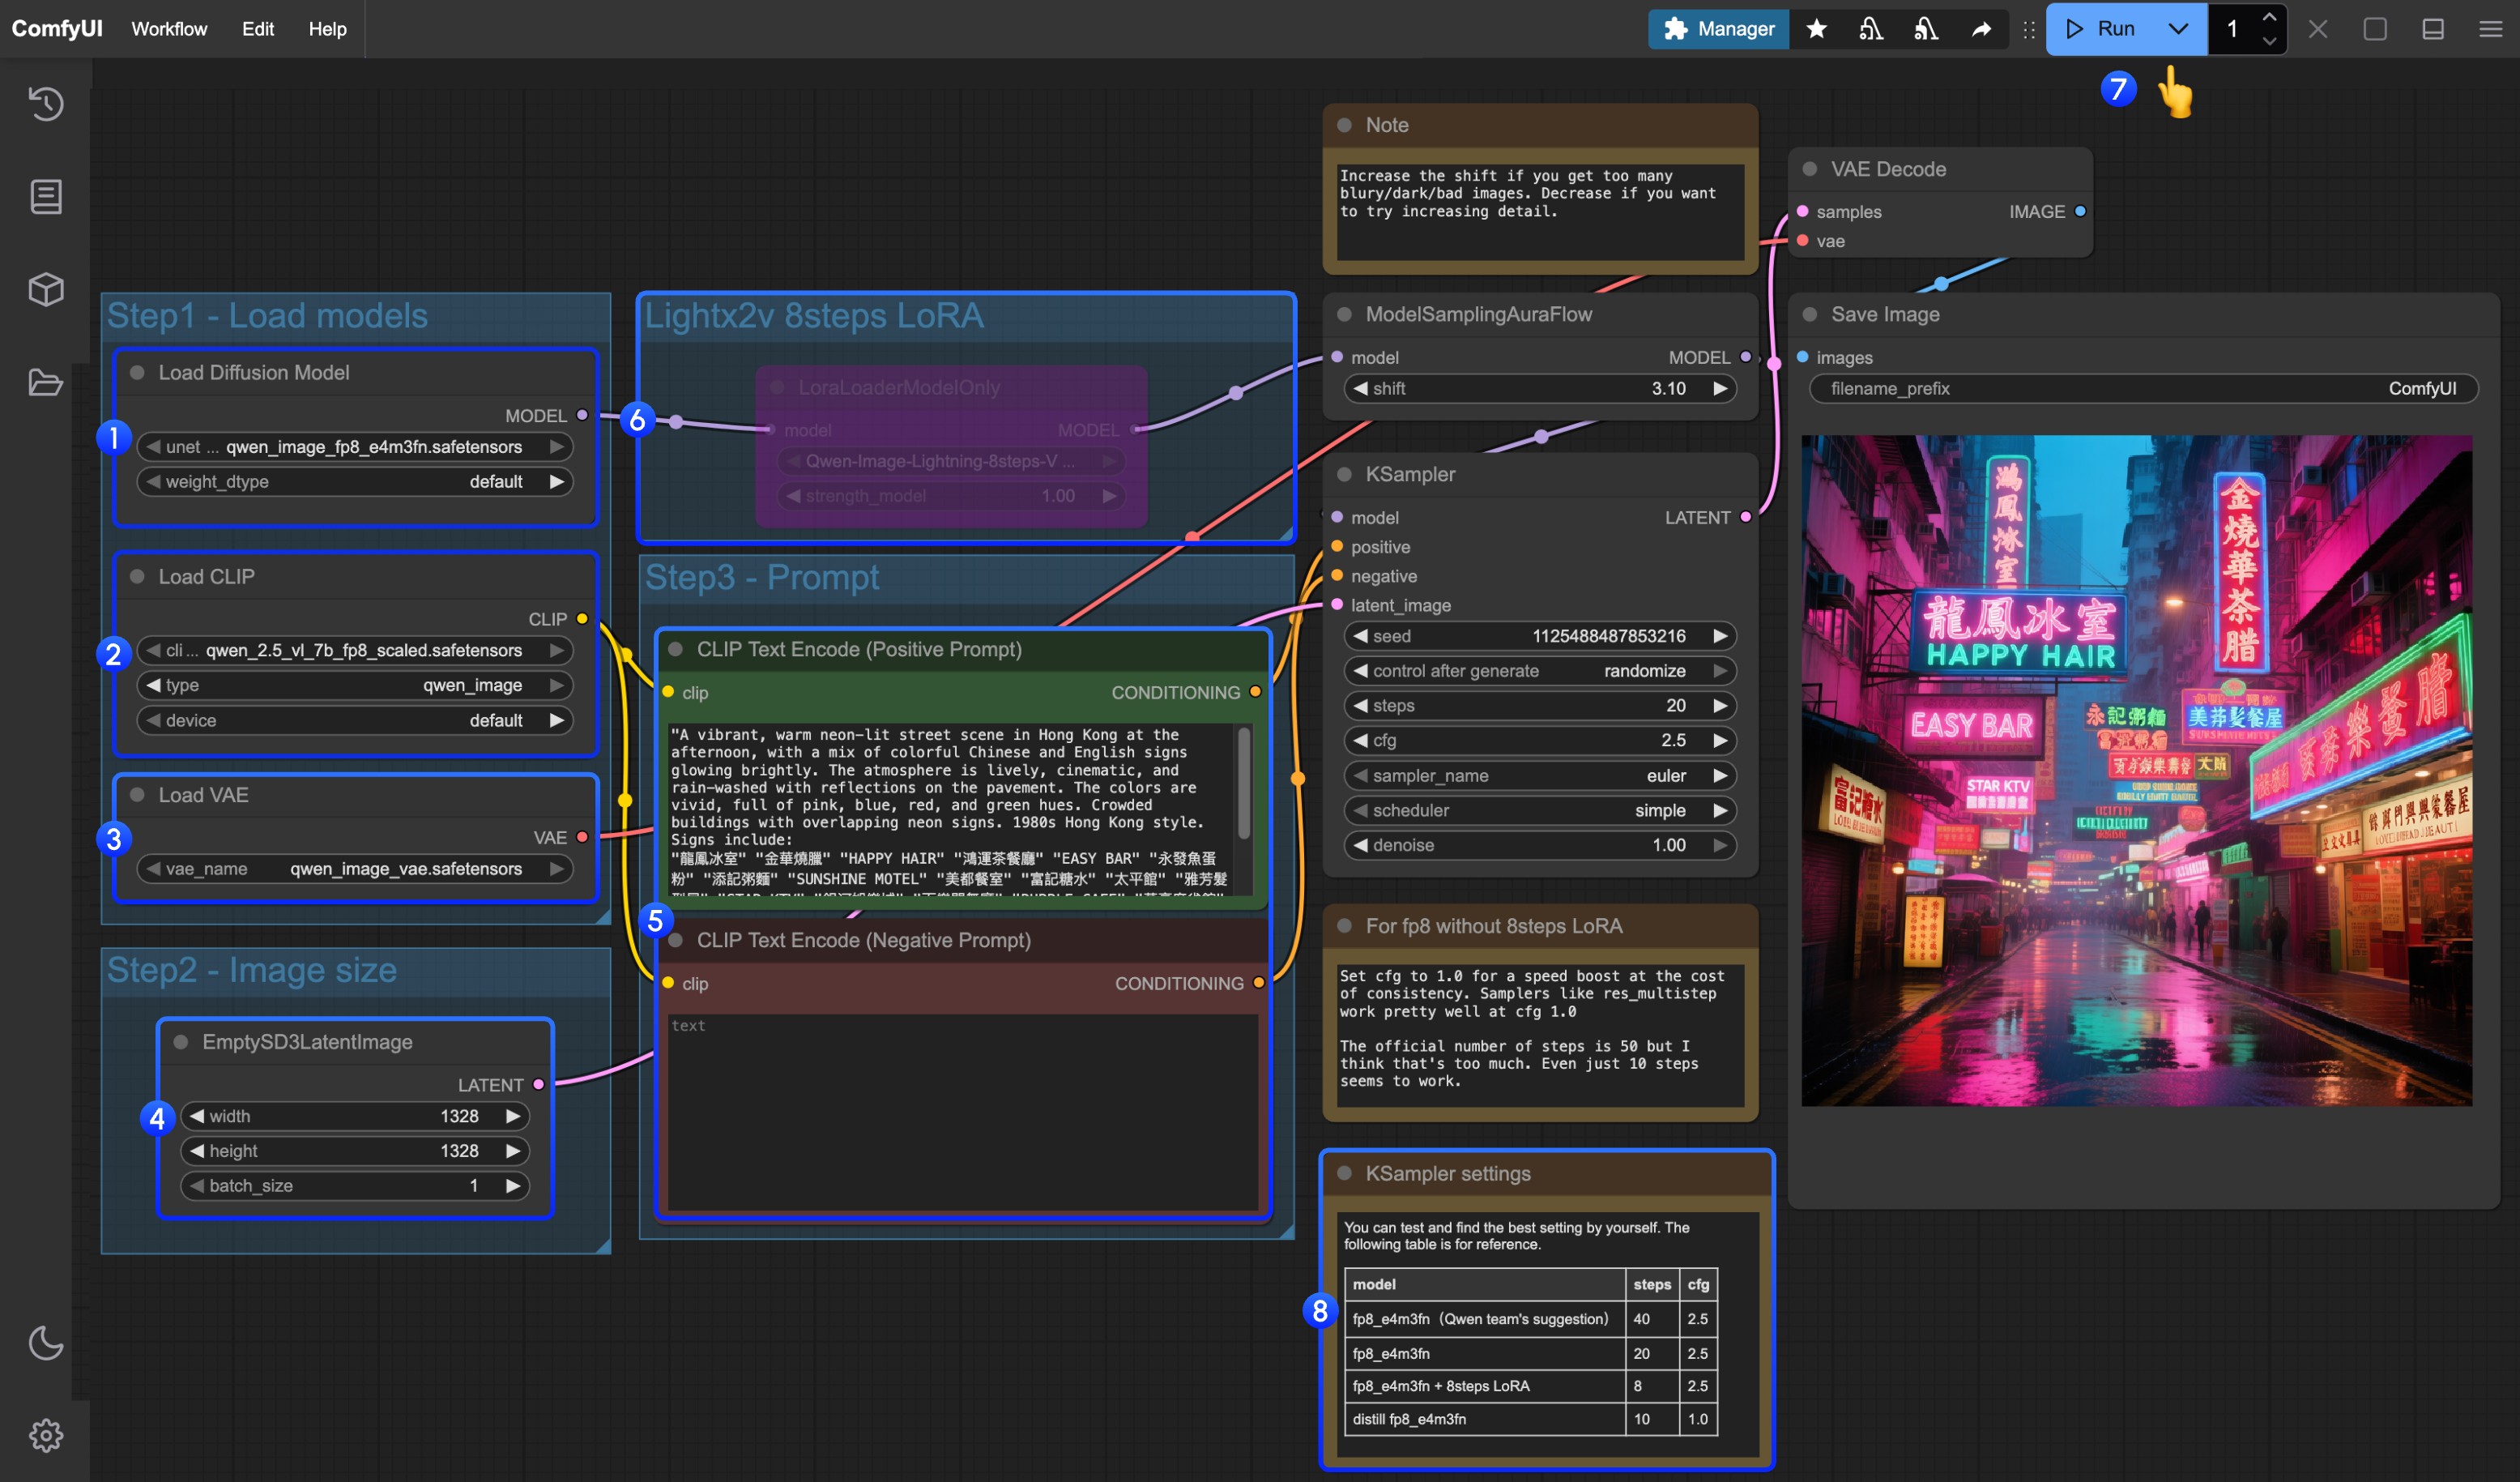 ComfyUI
Workflow
Edit
Help
Manager
Run
1
7
Step1 - Load models
Load Diffusion Model
MODEL
1
unet ... qwen_image_fp8_e4m3fn.safetensors
weight_dtype default
Load CLIP
CLIP
2
cli ... qwen_2.5_vl_7b_fp8_scaled.safetensors
type qwen_image
device default
Load VAE
VAE
3
vae_name qwen_image_vae.safetensors
Step2 - Image size
EmptySD3LatentImage
LATENT
4
width 1328
height 1328
batch_size 1
Lightx2v 8steps LoRA
6
LoraLoaderModelOnly
model MODEL
Qwen-Image-Lightning-8steps-V ...
strength_model 1.00
Step3 - Prompt
CLIP Text Encode (Positive Prompt)
clip CONDITIONING
"A vibrant, warm neon-lit street scene in Hong Kong at the
afternoon, with a mix of colorful Chinese and English signs
glowing brightly. The atmosphere is lively, cinematic, and
rain-washed with reflections on the pavement. The colors are
vivid, full of pink, blue, red, and green hues. Crowded
buildings with overlapping neon signs. 1980s Hong Kong style.
Signs include:
"龍鳳冰室" "金華燒臘" "HAPPY HAIR" "鴻運茶餐廳" "EASY BAR" "永發魚蛋
粉" "添記粥麵" "SUNSHINE MOTEL" "美都餐室" "富記糖水" "太平館" "雅芳髮
5
CLIP Text Encode (Negative Prompt)
clip CONDITIONING
text
Note
Increase the shift if you get too many
blury/dark/bad images. Decrease if you want
to try increasing detail.
ModelSamplingAuraFlow
model MODEL
shift 3.10
KSampler
model LATENT
positive
negative
latent_image
seed 1125488487853216
control after generate randomize
steps 20
cfg 2.5
sampler_name euler
scheduler simple
denoise 1.00
For fp8 without 8steps LoRA
Set cfg to 1.0 for a speed boost at the cost
of consistency. Samplers like res_multistep
work pretty well at cfg 1.0
The official number of steps is 50 but I
think that's too much. Even just 10 steps
seems to work.
KSampler settings
You can test and find the best setting by yourself. The
following table is for reference.
8
model steps cfg
fp8_e4m3fn（Qwen team's suggestion） 40 2.5
fp8_e4m3fn 20 2.5
fp8_e4m3fn + 8steps LoRA 8 2.5
distill fp8_e4m3fn 10 1.0
VAE Decode
samples IMAGE
vae
Save Image
images
filename_prefix ComfyUI
鴻鳳冰室
金燒華茶腊
龍鳳冰室
HAPPY HAIR
EASY BAR
STAR KTV
富記糖水